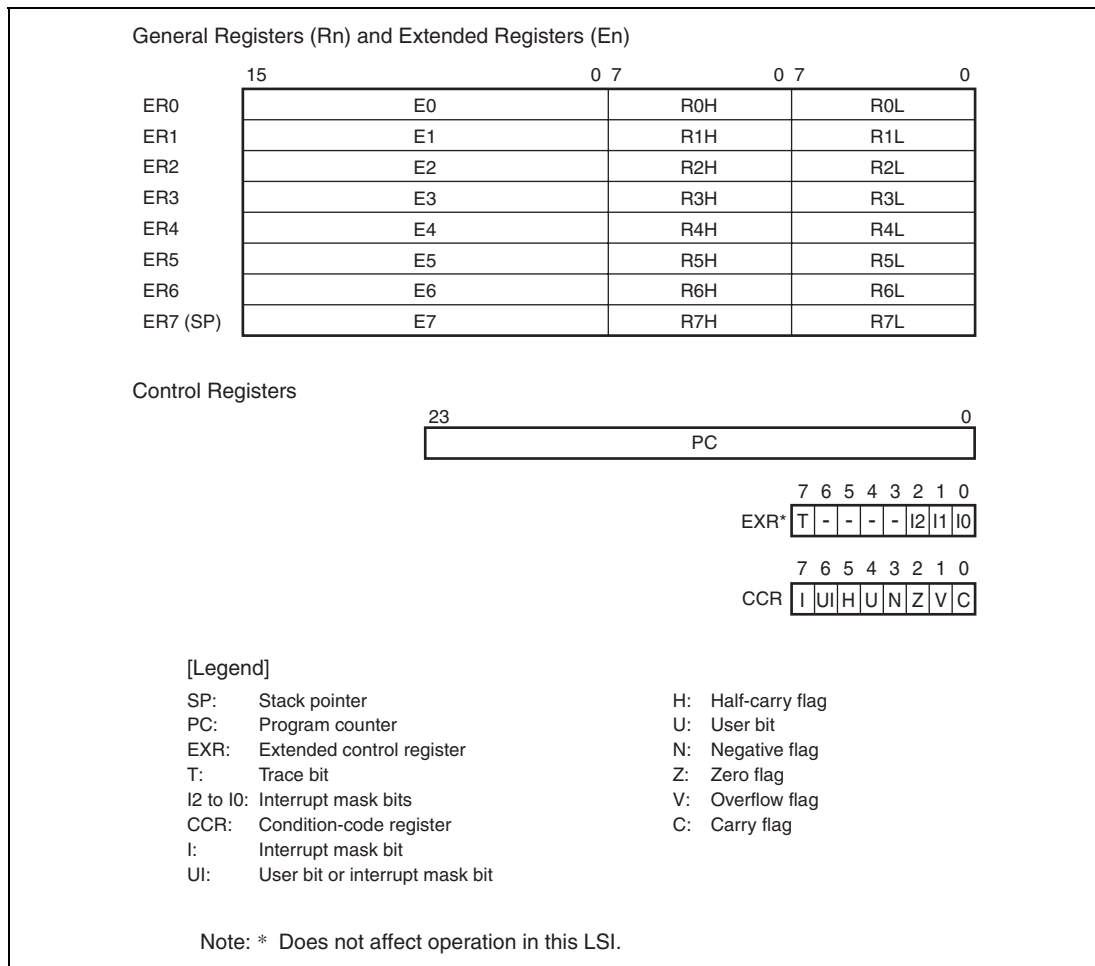 General Registers (Rn) and Extended Registers (En)
15 0 7 0 7 0
ER0 E0 R0H R0L
ER1 E1 R1H R1L
ER2 E2 R2H R2L
ER3 E3 R3H R3L
ER4 E4 R4H R4L
ER5 E5 R5H R5L
ER6 E6 R6H R6L
ER7 (SP) E7 R7H R7L
Control Registers
23 0
PC
7 6 5 4 3 2 1 0
EXR* T - - - - I2 I1 I0
7 6 5 4 3 2 1 0
CCR I UI H U N Z V C
[Legend]
SP: Stack pointer
PC: Program counter
EXR: Extended control register
T: Trace bit
I2 to I0: Interrupt mask bits
CCR: Condition-code register
I: Interrupt mask bit
UI: User bit or interrupt mask bit
H: Half-carry flag
U: User bit
N: Negative flag
Z: Zero flag
V: Overflow flag
C: Carry flag
Note: * Does not affect operation in this LSI.